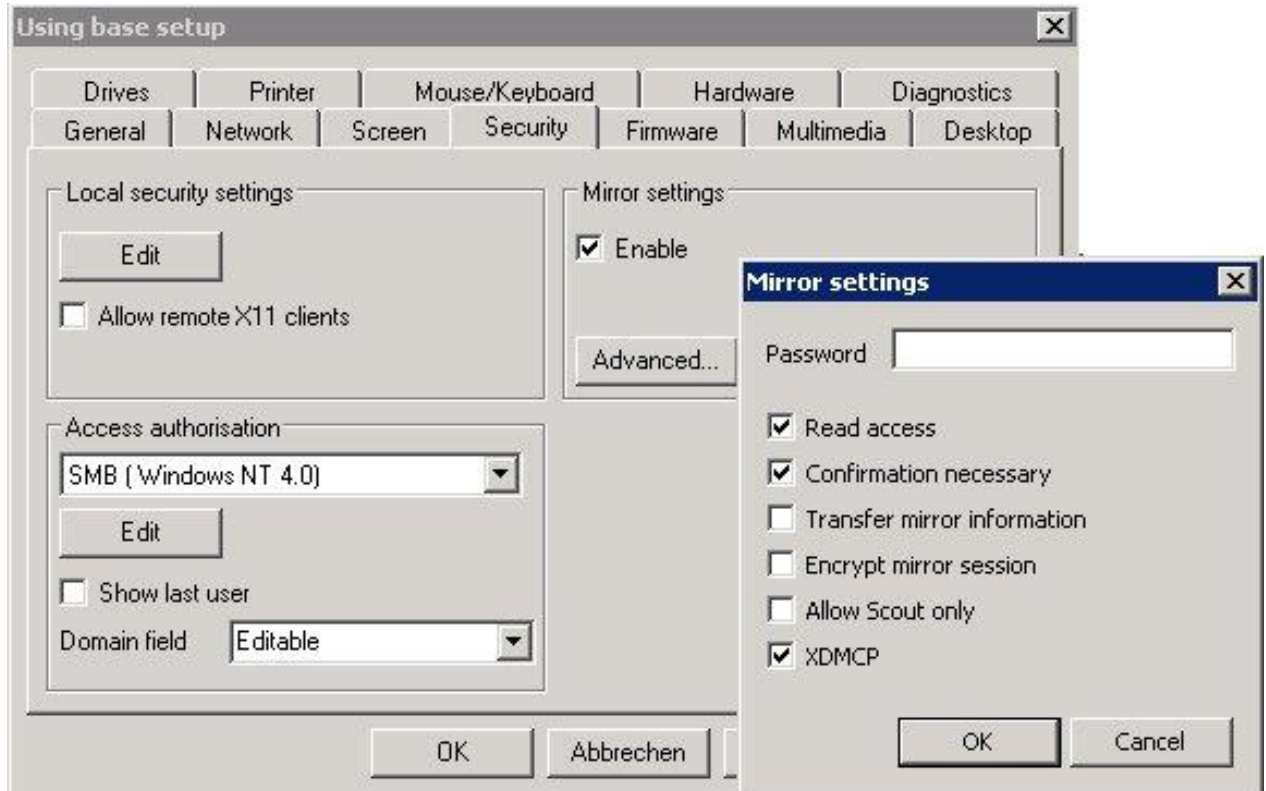 Using base setup
Drives Printer Mouse/Keyboard Hardware Diagnostics
General Network Screen Security Firmware Multimedia Desktop
Local security settings
Edit
Allow remote X11 clients
Mirror settings
Enable
Advanced...
Access authorisation
SMB ( Windows NT 4.0)
Edit
Show last user
Domain field Editable
OK Abbrechen
Mirror settings
Password
Read access
Confirmation necessary
Transfer mirror information
Encrypt mirror session
Allow Scout only
XDMCP
OK Cancel